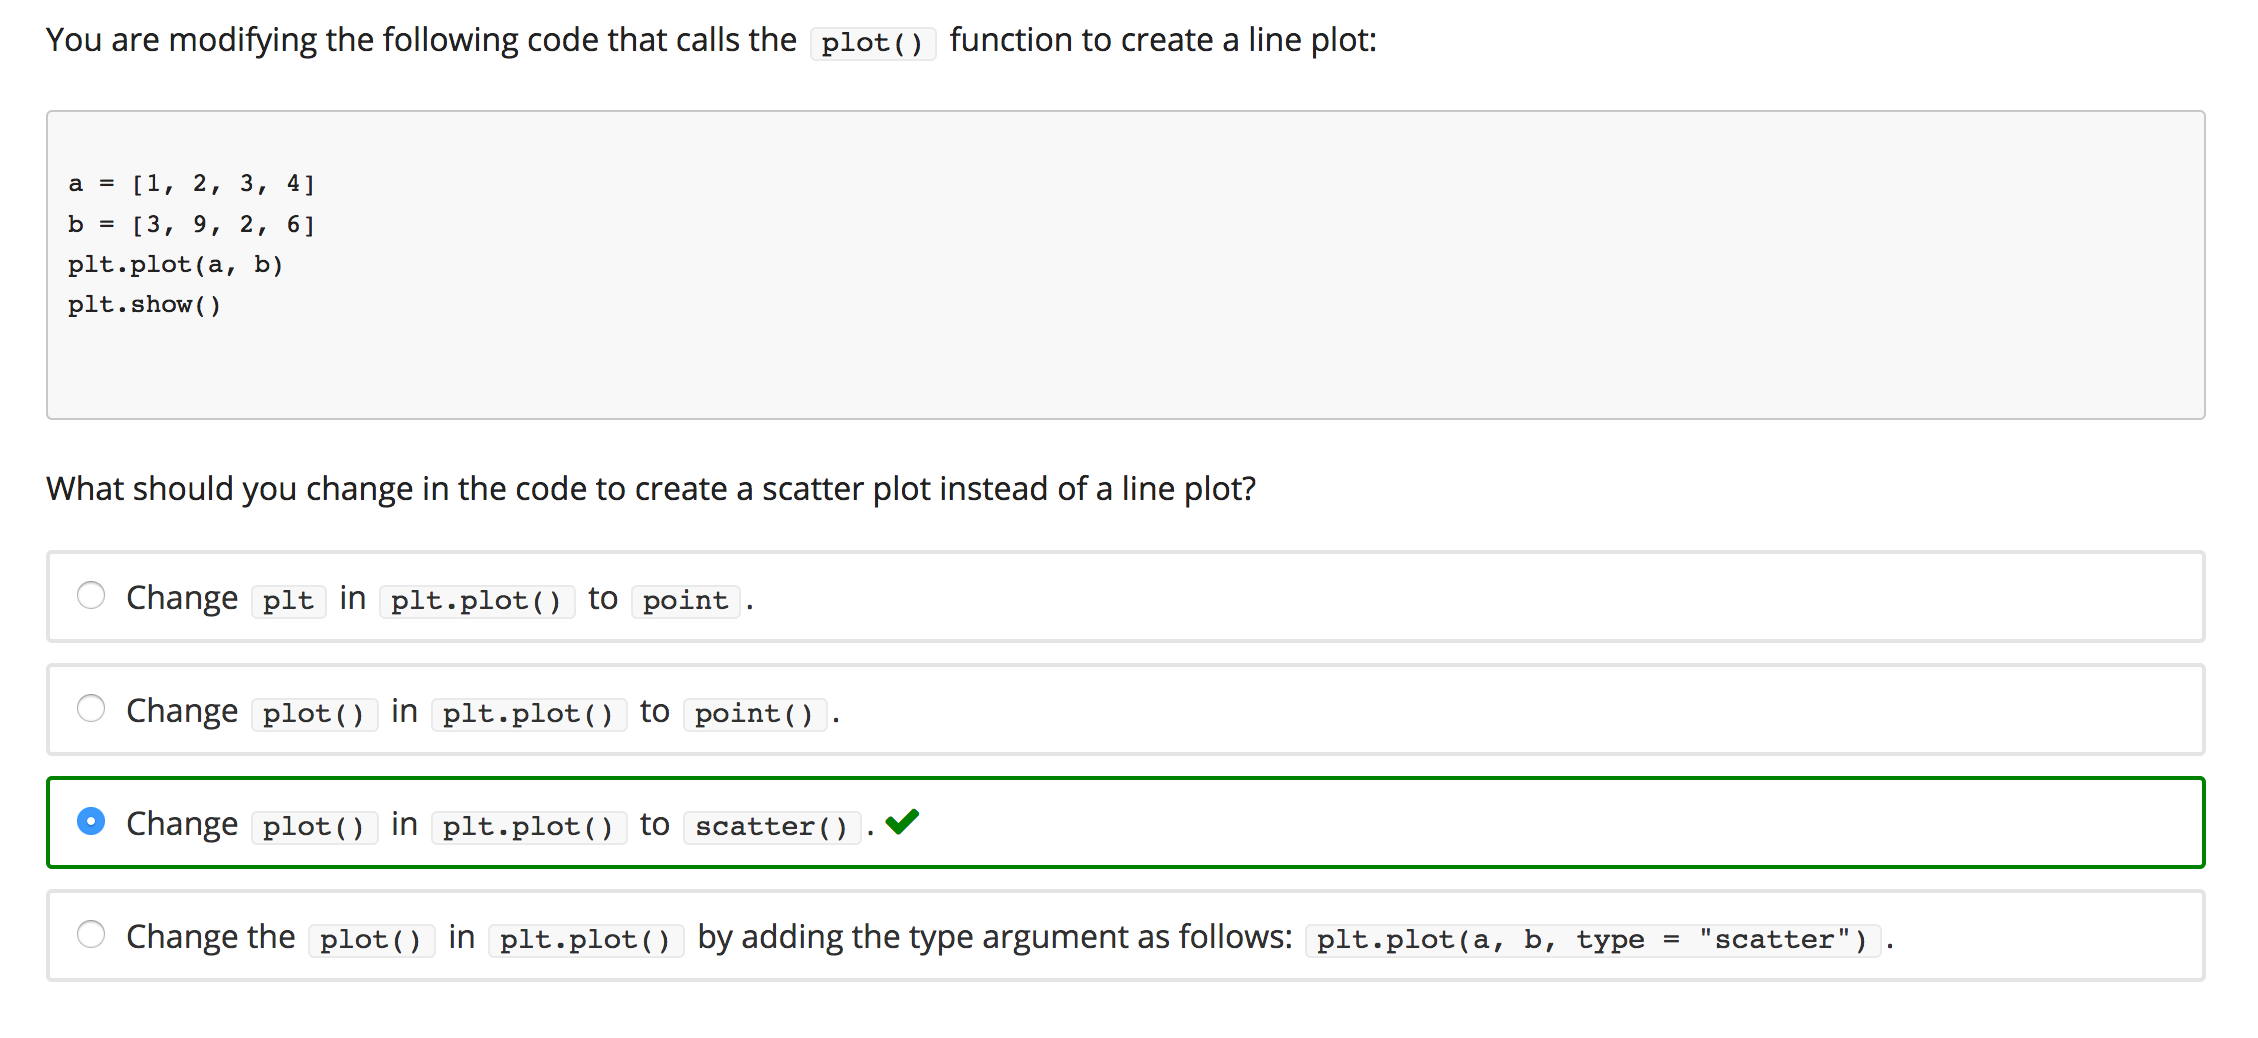 You are modifying the following code that calls the plot() function to create a line plot:
a = [1, 2, 3, 4]
b = [3, 9, 2, 6]
plt.plot(a, b)
plt.show()
What should you change in the code to create a scatter plot instead of a line plot?
Change plt in plt.plot() to point.
Change plot() in plt.plot() to point().
Change plot() in plt.plot() to scatter().
Change the plot() in plt.plot() by adding the type argument as follows: plt.plot(a, b, type = "scatter").